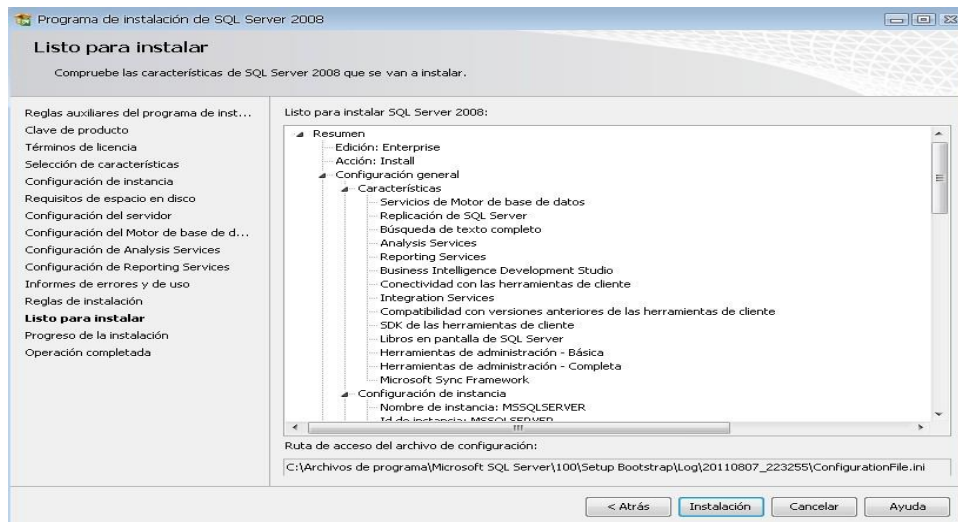 Programa de instalación de SQL Server 2008
Listo para instalar
Compruebe las características de SQL Server 2008 que se van a instalar.
Reglas auxiliares del programa de inst...
Clave de producto
Términos de licencia
Selección de características
Configuración de instancia
Requisitos de espacio en disco
Configuración del servidor
Configuración del Motor de base de d...
Configuración de Analysis Services
Configuración de Reporting Services
Informes de errores y de uso
Reglas de instalación
Listo para instalar
Progreso de la instalación
Operación completada
Listo para instalar SQL Server 2008:
Resumen
Edición: Enterprise
Acción: Install
Configuración general
Características
Servicios de Motor de base de datos
Replicación de SQL Server
Búsqueda de texto completo
Analysis Services
Reporting Services
Business Intelligence Development Studio
Conectividad con las herramientas de cliente
Integration Services
Compatibilidad con versiones anteriores de las herramientas de cliente
SDK de las herramientas de cliente
Libros en pantalla de SQL Server
Herramientas de administración - Básica
Herramientas de administración - Completa
Microsoft Sync Framework
Configuración de instancia
Nombre de instancia: MSSQLSERVER
Id de instancia: MSSQLSERVER
Ruta de acceso del archivo de configuración:
C:\Archivos de programa\Microsoft SQL Server\100\Setup Bootstrap\Log\20110807_223255\ConfigurationFile.ini
< Atrás
Instalación
Cancelar
Ayuda